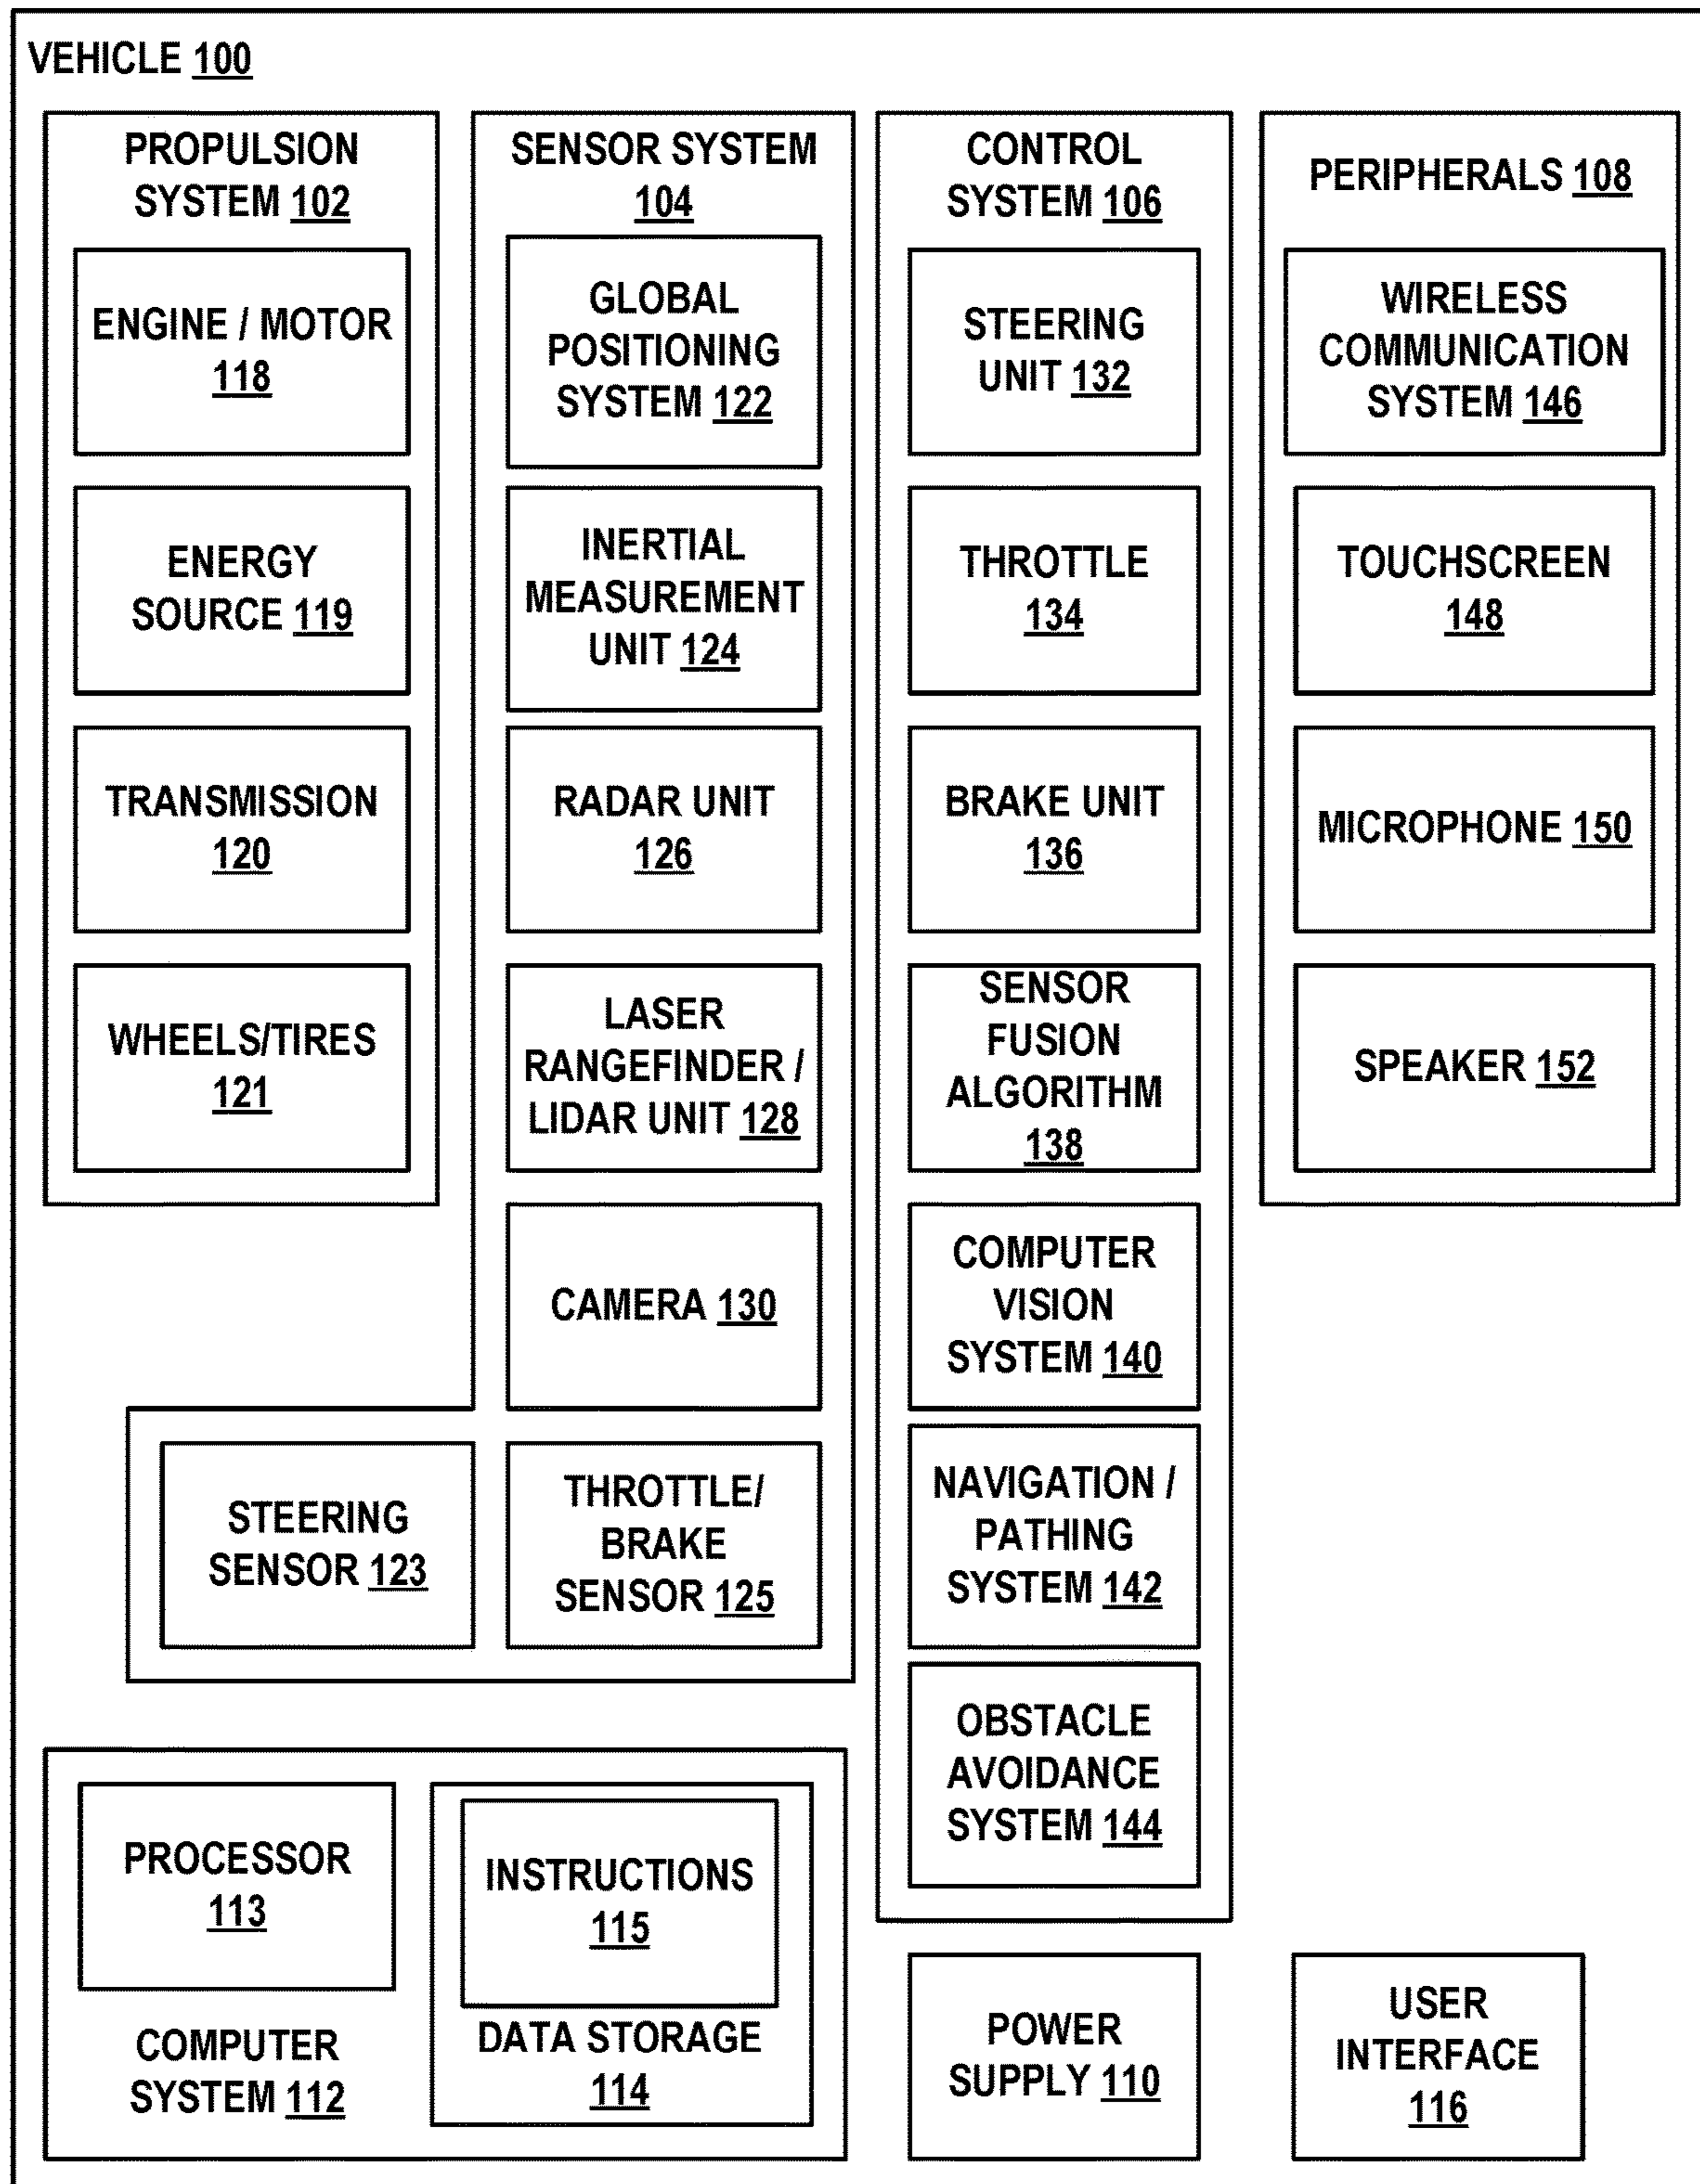 VEHICLE 100
PROPULSION
SYSTEM 102
ENGINE / MOTOR
118
ENERGY
SOURCE 119
TRANSMISSION
120
WHEELS/TIRES
121
SENSOR SYSTEM
104
GLOBAL
POSITIONING
SYSTEM 122
INERTIAL
MEASUREMENT
UNIT 124
RADAR UNIT
126
LASER
RANGEFINDER /
LIDAR UNIT 128
CAMERA 130
STEERING
SENSOR 123
THROTTLE/
BRAKE
SENSOR 125
CONTROL
SYSTEM 106
STEERING
UNIT 132
THROTTLE
134
BRAKE UNIT
136
SENSOR
FUSION
ALGORITHM
138
COMPUTER
VISION
SYSTEM 140
NAVIGATION /
PATHING
SYSTEM 142
OBSTACLE
AVOIDANCE
SYSTEM 144
PERIPHERALS 108
WIRELESS
COMMUNICATION
SYSTEM 146
TOUCHSCREEN
148
MICROPHONE 150
SPEAKER 152
PROCESSOR
113
COMPUTER
SYSTEM 112
INSTRUCTIONS
115
DATA STORAGE
114
POWER
SUPPLY 110
USER
INTERFACE
116